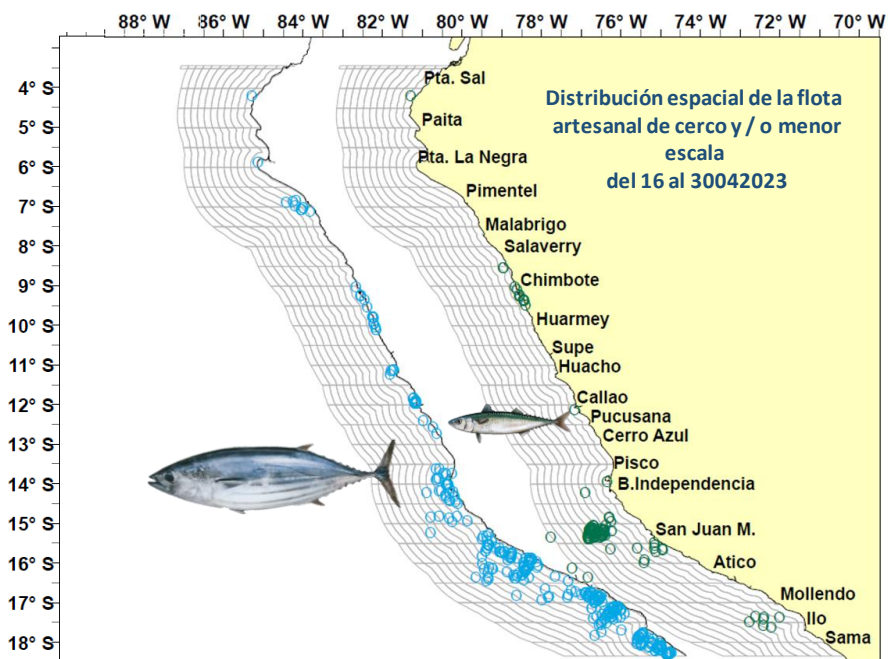 88° W 86° W 84° W 82° W 80° W 78° W 76° W 74° W 72° W 70° W
4° S
5° S
6° S
7° S
8° S
9° S
10° S
11° S
12° S
13° S
14° S
15° S
16° S
17° S
18° S
Distribución espacial de la flota
artesanal de cerco y / o menor
escala
del 16 al 30042023
Pta. Sal
Paita
Pta. La Negra
Pimentel
Malabrigo
Salaverry
Chimbote
Huarmey
Supe
Huacho
Callao
Pucusana
Cerro Azul
Pisco
B.Independencia
San Juan M.
Atico
Mollendo
Ilo
Sama